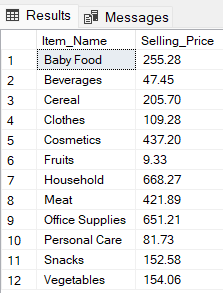 Results Messages
Item_Name Selling_Price
1 Baby Food 255.28
2 Beverages 47.45
3 Cereal 205.70
4 Clothes 109.28
5 Cosmetics 437.20
6 Fruits 9.33
7 Household 668.27
8 Meat 421.89
9 Office Supplies 651.21
10 Personal Care 81.73
11 Snacks 152.58
12 Vegetables 154.06